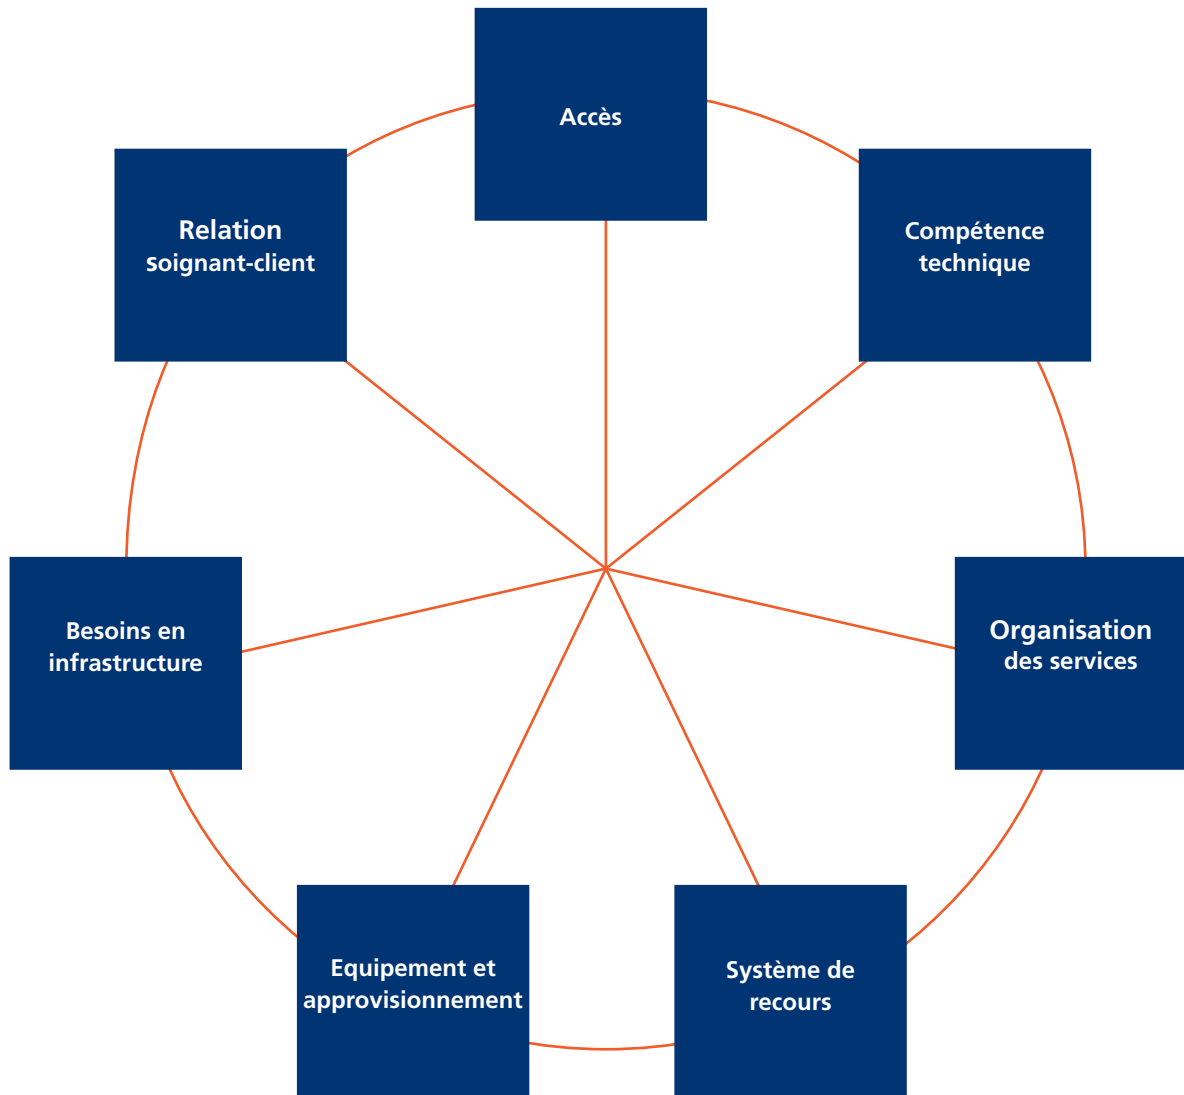 Accès
Relation
soignant-client
Compétence
technique
Besoins en
infrastructure
Organisation
des services
Equipement et
approvisionnement
Système de
recours